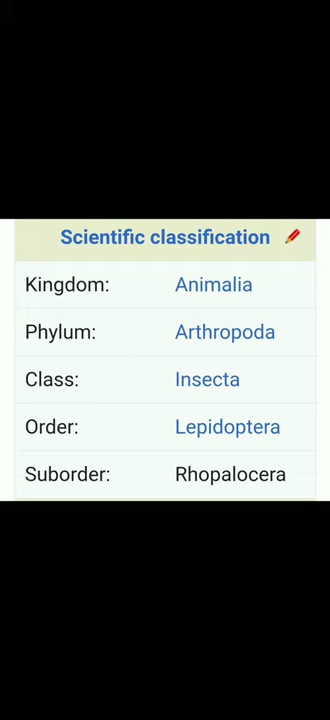 Scientific classification
Kingdom: Animalia
Phylum: Arthropoda
Class: Insecta
Order: Lepidoptera
Suborder: Rhopalocera